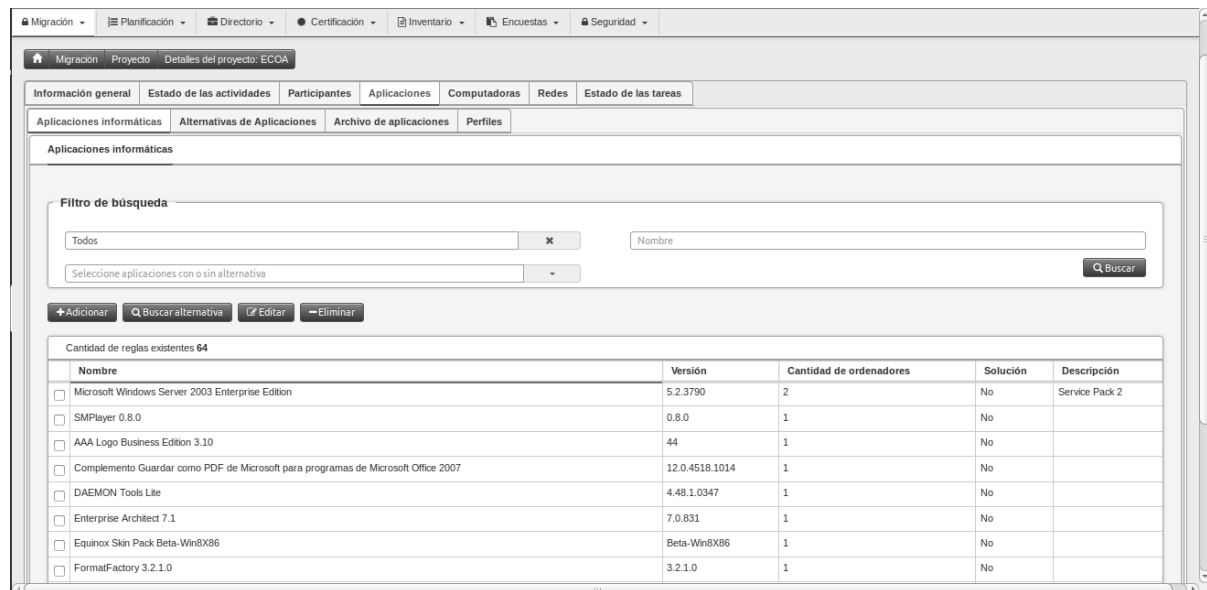 Migración Planificación Directorio Certificación Inventario Encuestas Seguridad
Migración Proyecto Detalles del proyecto: ECOA
Información general Estado de las actividades Participantes Aplicaciones Computadoras Redes Estado de las tareas
Aplicaciones informáticas Alternativas de Aplicaciones Archivo de aplicaciones Perfiles
Aplicaciones informáticas
Filtro de búsqueda
Todos Nombre
Seleccione aplicaciones con o sin alternativa Buscar
Adicionar Buscar alternativa Editar Eliminar
Cantidad de reglas existentes 64
Nombre Versión Cantidad de ordenadores Solución Descripción
Microsoft Windows Server 2003 Enterprise Edition 5.2.3790 2 No Service Pack 2
SMPlayer 0.8.0 0.8.0 1 No
AAA Logo Business Edition 3.10 44 1 No
Complemento Guardar como PDF de Microsoft para programas de Microsoft Office 2007 12.0.4518.1014 1 No
DAEMON Tools Lite 4.48.1.0347 1 No
Enterprise Architect 7.1 7.0.831 1 No
Equinox Skin Pack Beta-Win8X86 Beta-Win8X86 1 No
FormatFactory 3.2.1.0 3.2.1.0 1 No